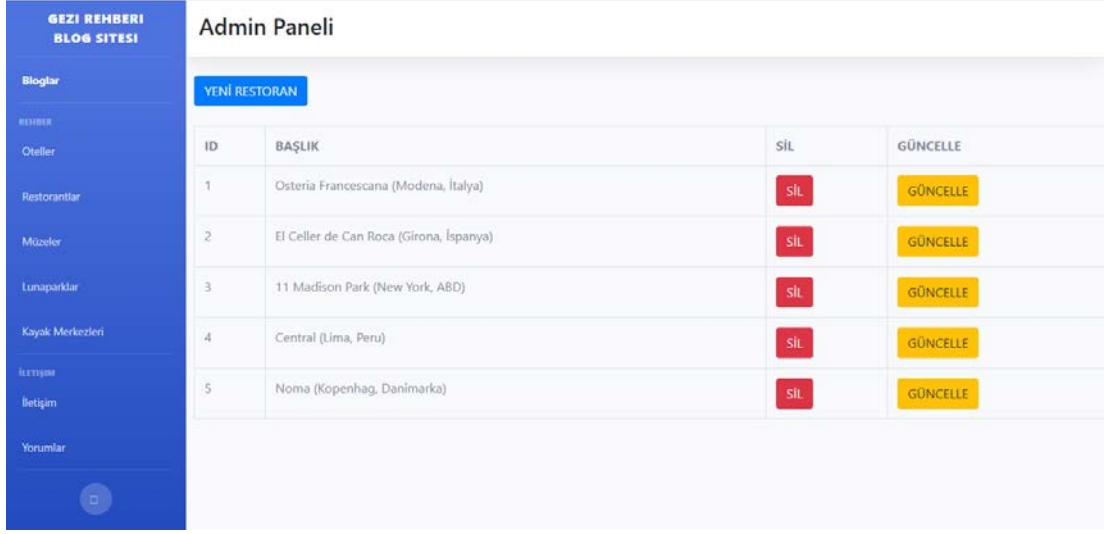 GEZI REHBERI
BLOG SITESI
Bloglar
REHBER
Oteller
Restorantlar
Müzeler
Lunaparklar
Kayak Merkezleri
İLETIŞIM
İletişim
Yorumlar
Admin Paneli
YENİ RESTORAN
ID BAŞLIK SİL GÜNCELLE
1 Osteria Francescana (Modena, İtalya) SİL GÜNCELLE
2 El Celler de Can Roca (Girona, İspanya) SİL GÜNCELLE
3 11 Madison Park (New York, ABD) SİL GÜNCELLE
4 Central (Lima, Peru) SİL GÜNCELLE
5 Noma (Kopenhag, Danimarka) SİL GÜNCELLE